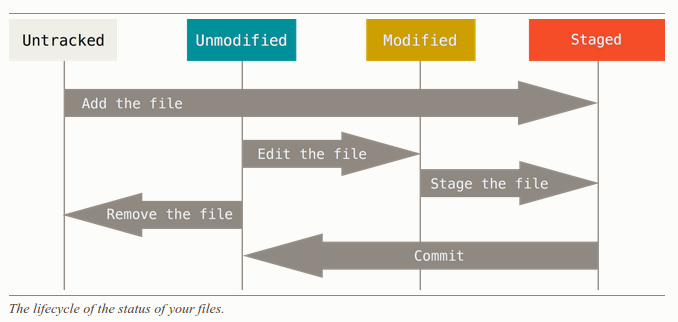 Untracked
Unmodified
Modified
Staged
Add the file
Edit the file
Stage the file
Remove the file
Commit
The lifecycle of the status of your files.